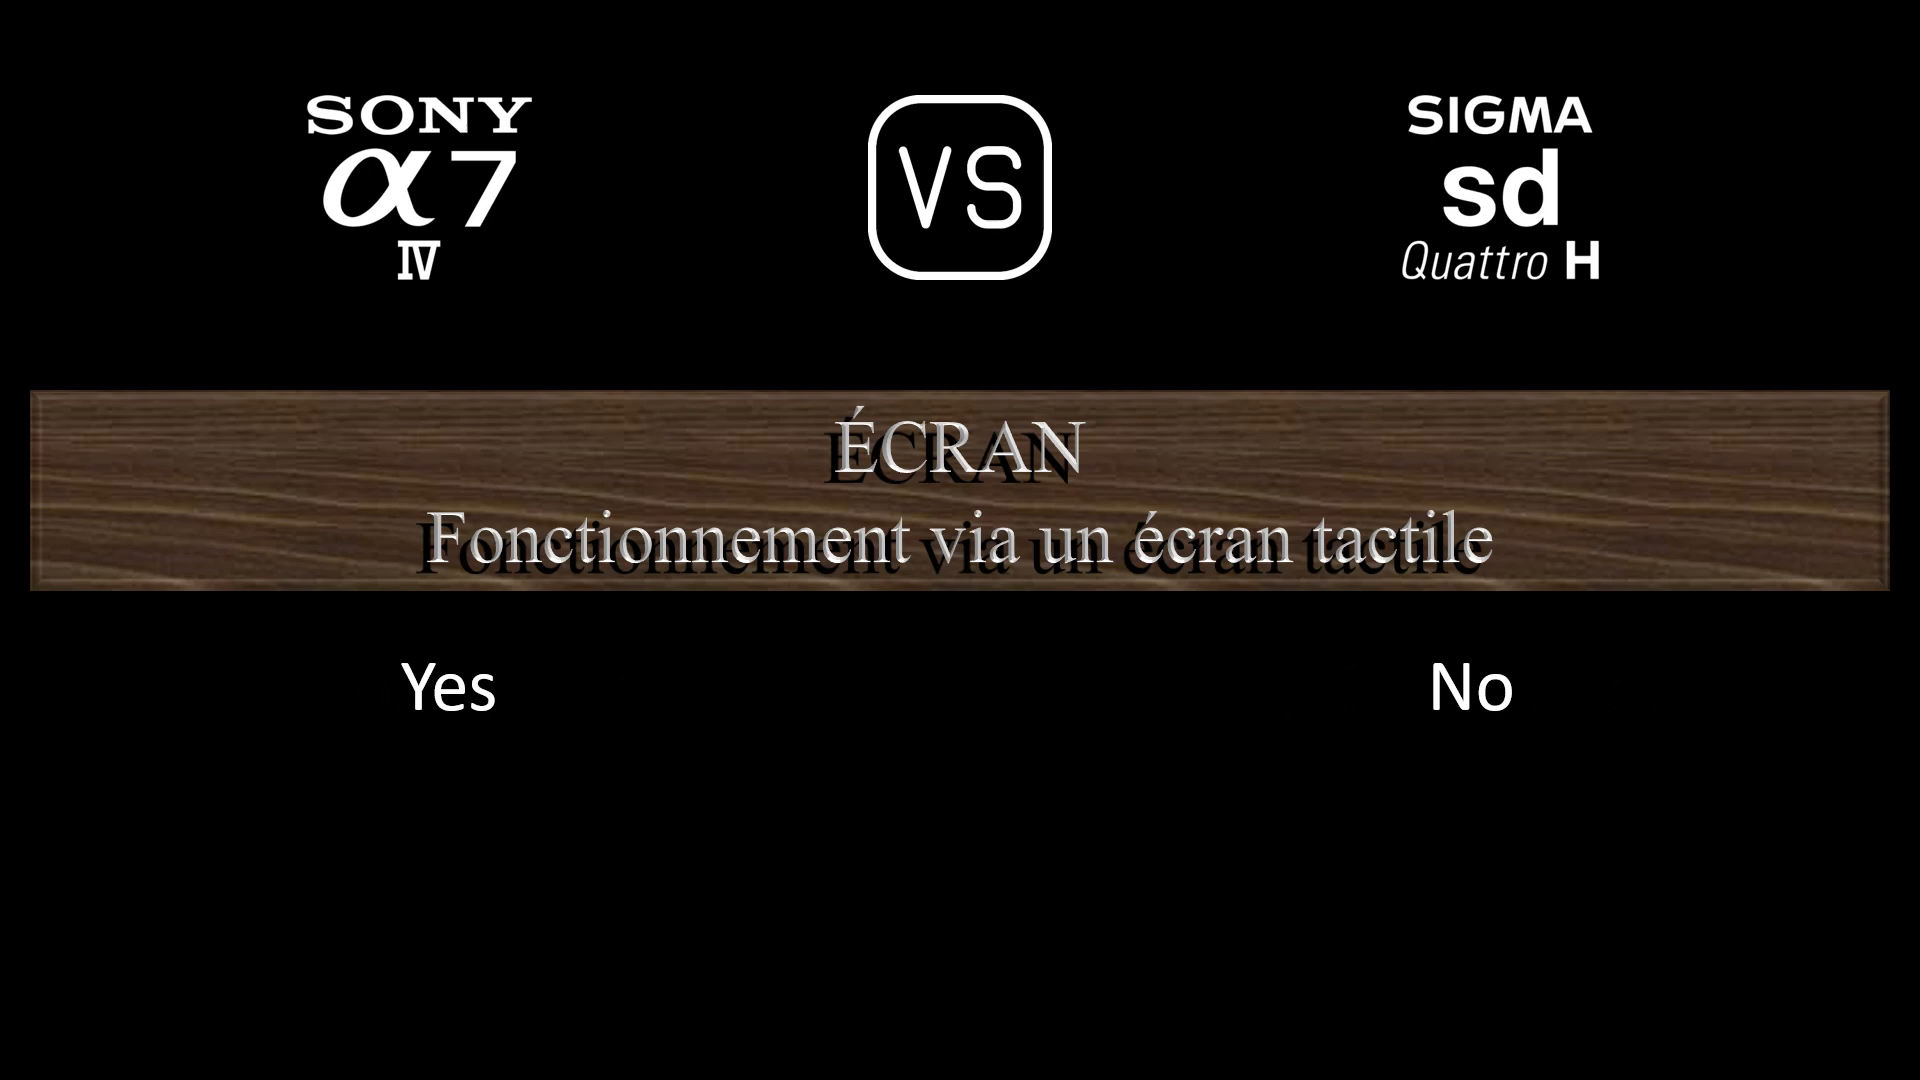 SONY
α7
IV
VS
SIGMA
sd
Quattro H
ÉCRAN
Fonctionnement via un écran tactile
Yes
No